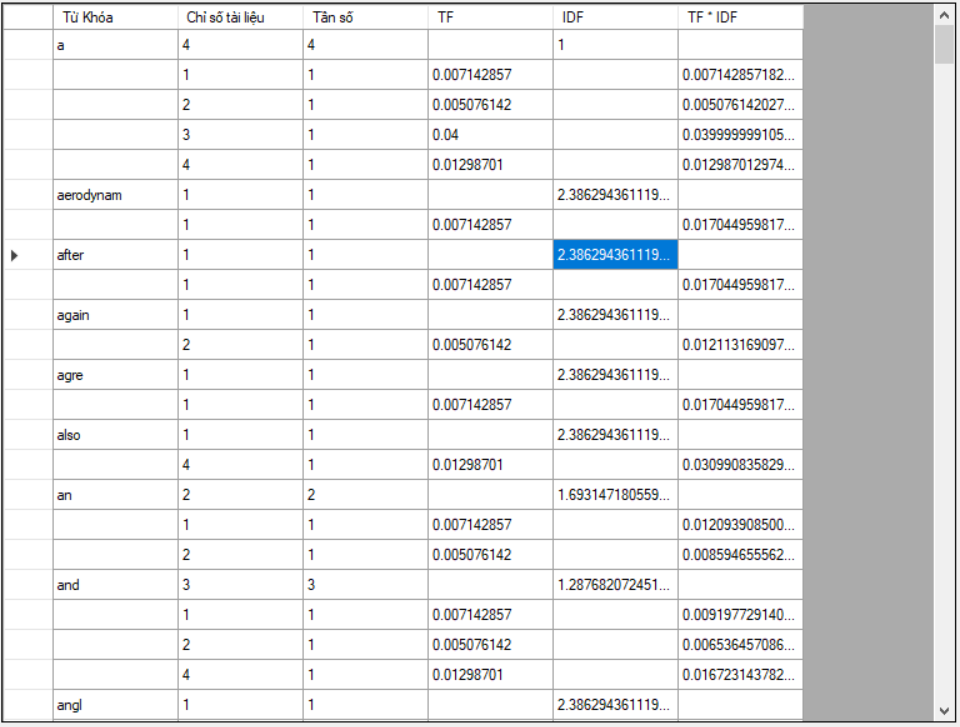 Từ Khóa Chỉ số tài liệu Tần số TF IDF TF * IDF
a 4 4 1
1 1 0.007142857 0.007142857182...
2 1 0.005076142 0.005076142027...
3 1 0.04 0.039999999105...
4 1 0.01298701 0.012987012974...
aerodynam 1 1 2.386294361119...
1 1 0.007142857 0.017044959817...
after 1 1 2.386294361119...
1 1 0.007142857 0.017044959817...
again 1 1 2.386294361119...
2 1 0.005076142 0.012113169097...
agre 1 1 2.386294361119...
1 1 0.007142857 0.017044959817...
also 1 1 2.386294361119...
4 1 0.01298701 0.030990835829...
an 2 2 1.693147180559...
1 1 0.007142857 0.012093908500...
2 1 0.005076142 0.008594655562...
and 3 3 1.287682072451...
1 1 0.007142857 0.009197729140...
2 1 0.005076142 0.006536457086...
4 1 0.01298701 0.016723143782...
angl 1 1 2.386294361119...